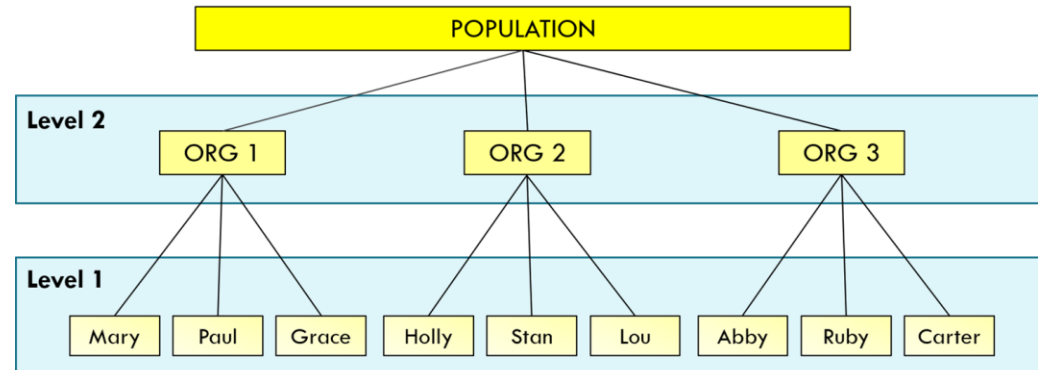 POPULATION
Level 2
ORG 1 ORG 2 ORG 3
Level 1
Mary Paul Grace Holly Stan Lou Abby Ruby Carter